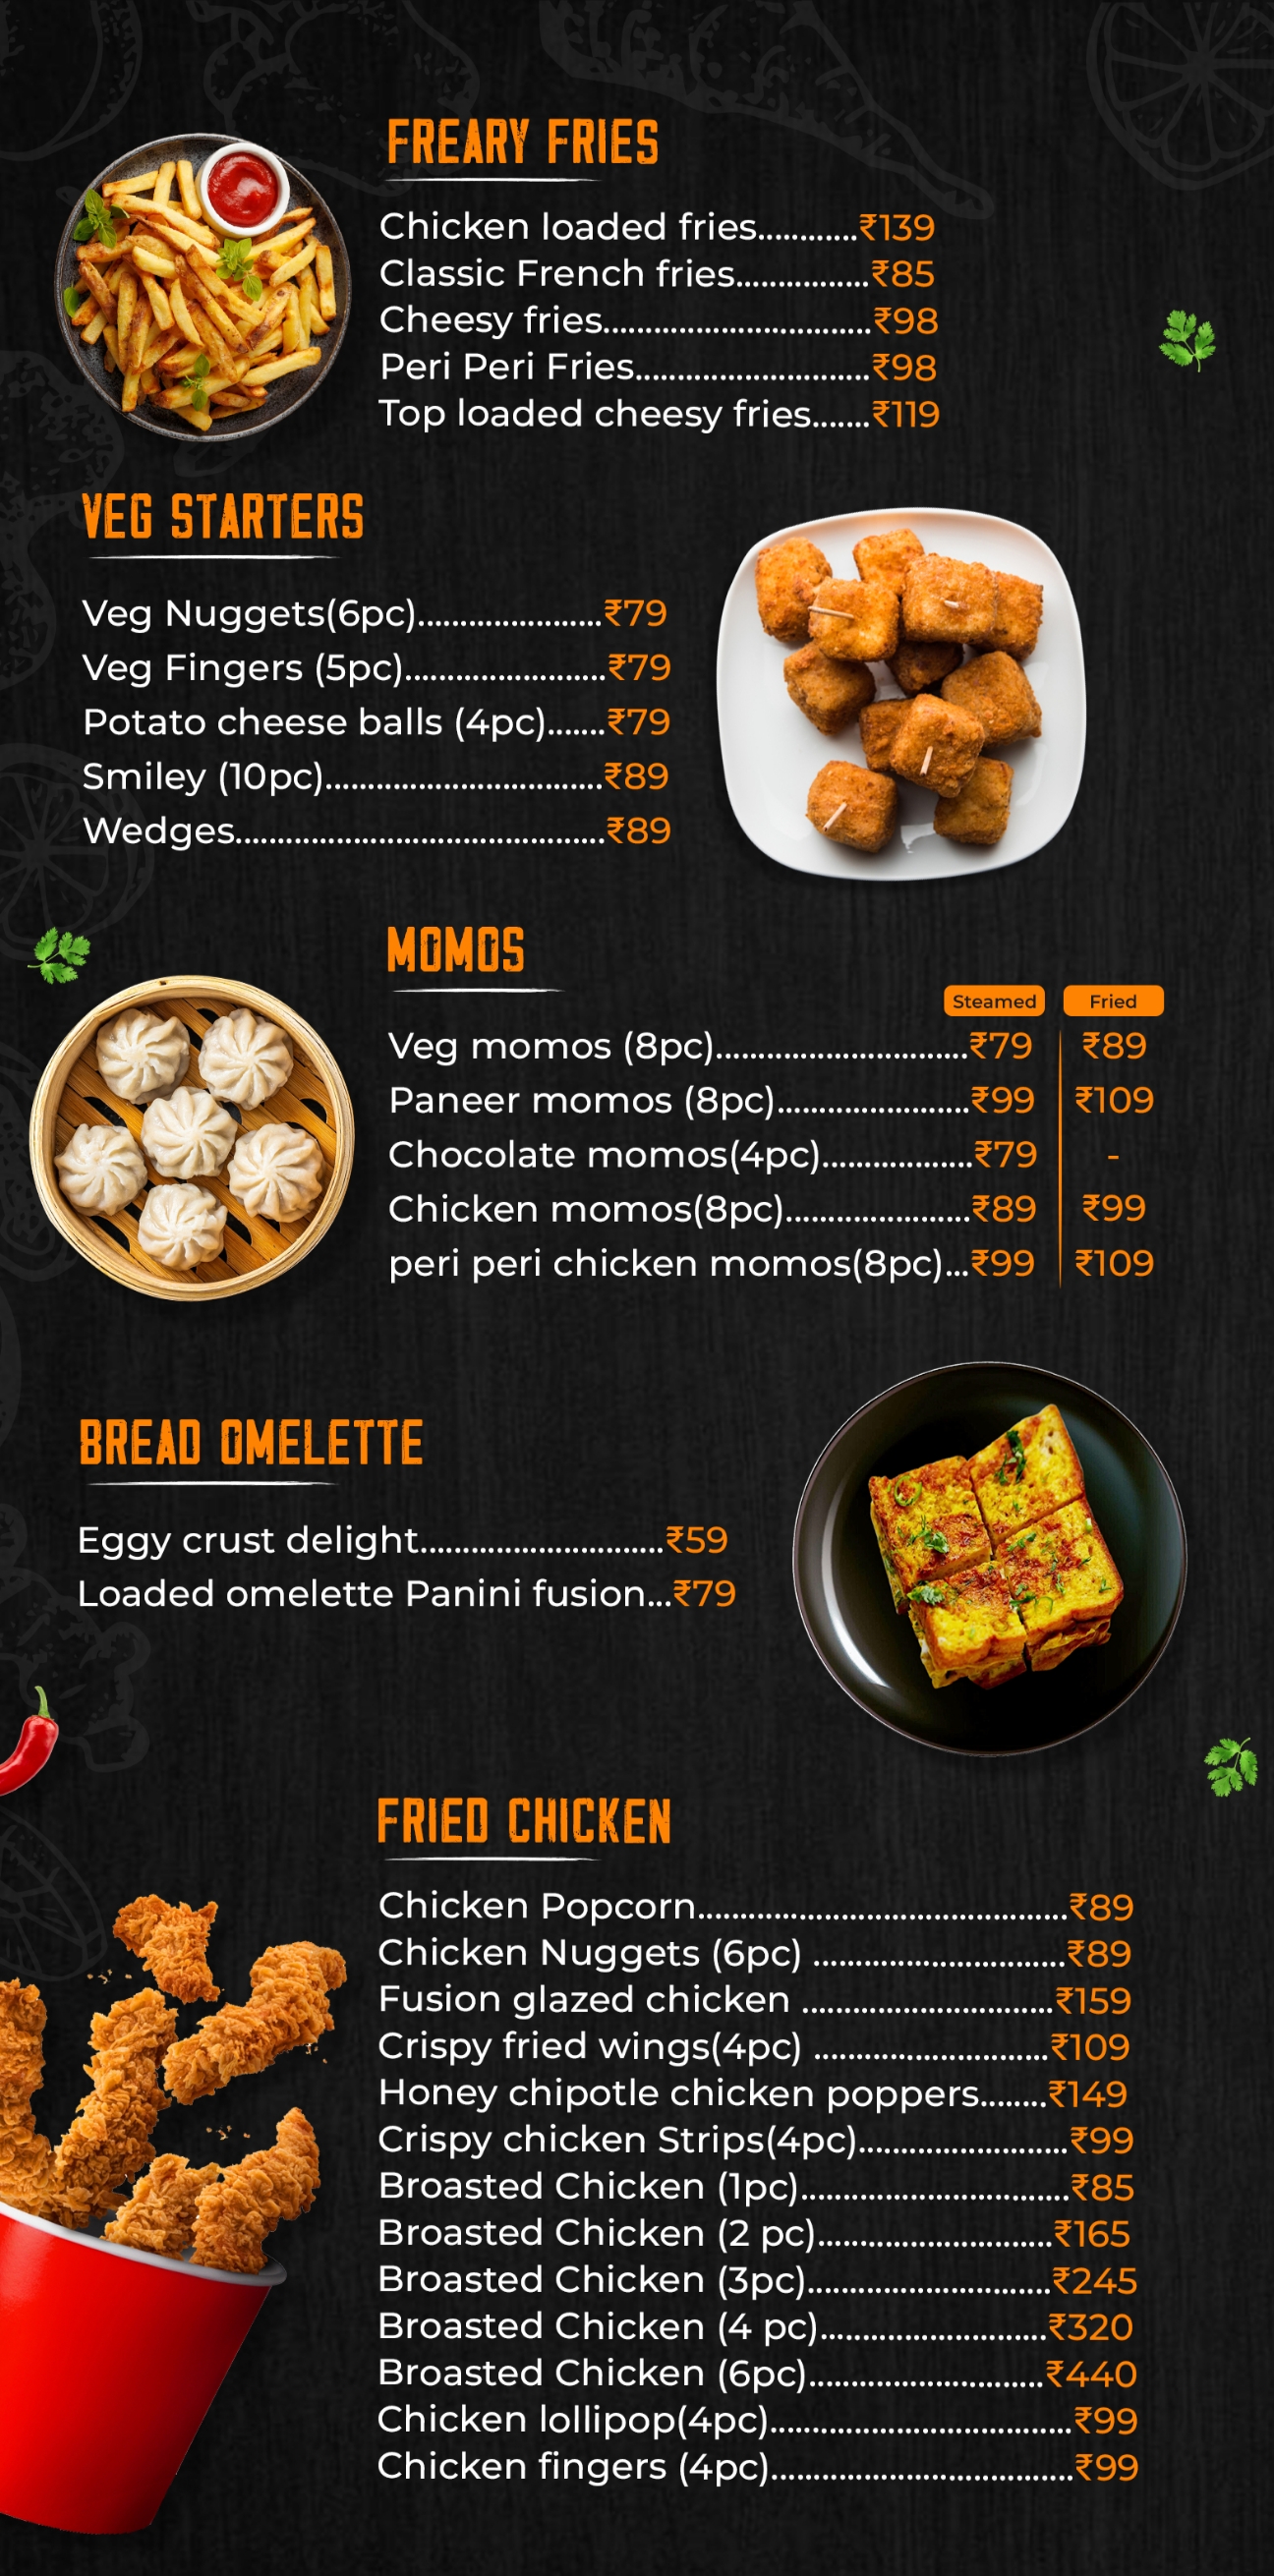 FREARY FRIES
Chicken loaded fries............₹139
Classic French fries................₹85
Cheesy fries................................₹98
Peri Peri Fries............................₹98
Top loaded cheesy fries.......₹119
VEG STARTERS
Veg Nuggets(6pc)......................₹79
Veg Fingers (5pc)........................₹79
Potato cheese balls (4pc).......₹79
Smiley (10pc).................................₹89
Wedges............................................₹89
MOMOS
Steamed Fried
Veg momos (8pc)..............................₹79 ₹89
Paneer momos (8pc).......................₹99 ₹109
Chocolate momos(4pc)..................₹79 -
Chicken momos(8pc)......................₹89 ₹99
peri peri chicken momos(8pc)...₹99 ₹109
BREAD OMELETTE
Eggy crust delight.............................₹59
Loaded omelette Panini fusion...₹79
FRIED CHICKEN
Chicken Popcorn............................................₹89
Chicken Nuggets (6pc) ..............................₹89
Fusion glazed chicken ..............................₹159
Crispy fried wings(4pc) ............................₹109
Honey chipotle chicken poppers........₹149
Crispy chicken Strips(4pc).........................₹99
Broasted Chicken (1pc)................................₹85
Broasted Chicken (2 pc)............................₹165
Broasted Chicken (3pc).............................₹245
Broasted Chicken (4 pc)...........................₹320
Broasted Chicken (6pc)............................₹440
Chicken lollipop(4pc)....................................₹99
Chicken fingers (4pc)....................................₹99